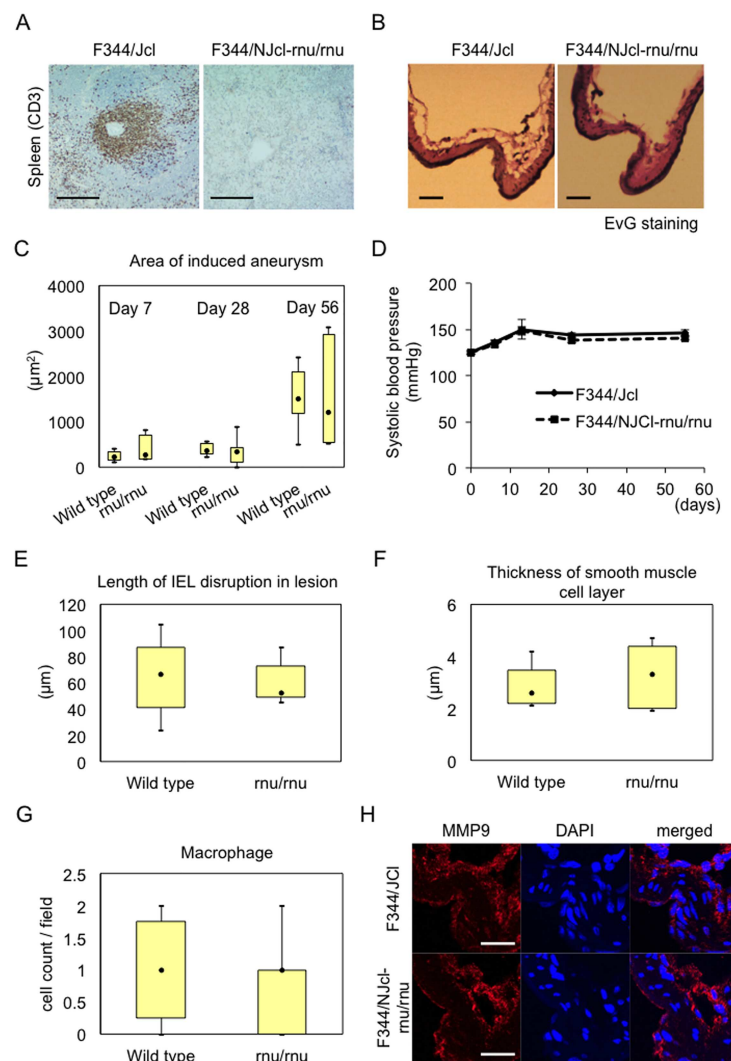 A
F344/Jcl
F344/NJcl-rnu/rnu
Spleen (CD3)
B
F344/Jcl
F344/NJcl-rnu/rnu
EvG staining
C
Area of induced aneurysm
4000
3000
2000
1000
0
(µm²)
Day 7
Day 28
Day 56
Wild type
rnu/rnu
Wild type
rnu/rnu
Wild type
rnu/rnu
D
Systolic blood pressure
(mmHg)
200
150
100
50
0
F344/Jcl
F344/NJCl-rnu/rnu
0 10 20 30 40 50 60
(days)
E
Length of IEL disruption in lesion
120
100
80
60
40
20
0
(µm)
Wild type
rnu/rnu
F
Thickness of smooth muscle
cell layer
6
4
2
0
(µm)
Wild type
rnu/rnu
G
Macrophage
2.5
2
1.5
1
0.5
0
cell count / field
Wild type
rnu/rnu
H
MMP9
DAPI
merged
F344/JCl
F344/NJcl-
rnu/rnu